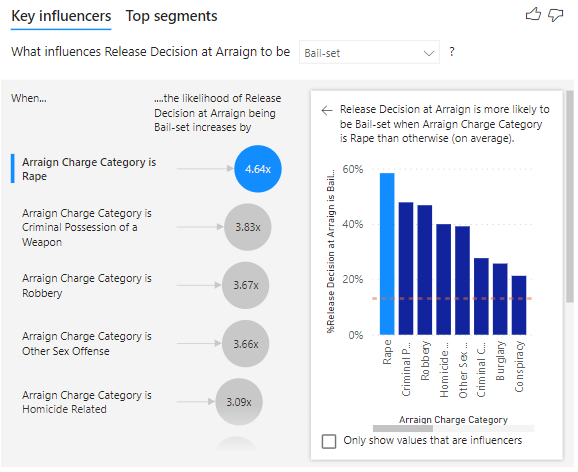 Key influencers Top segments
What influences Release Decision at Arraign to be Bail-set ?
When...
....the likelihood of Release
Decision at Arraign being
Bail-set increases by
Arraign Charge Category is
Rape
4.64x
Arraign Charge Category is
Criminal Possession of a
Weapon
3.83x
Arraign Charge Category is
Robbery
3.67x
Arraign Charge Category is
Other Sex Offense
3.66x
Arraign Charge Category is
Homicide Related
3.09x
Release Decision at Arraign is more likely to
be Bail-set when Arraign Charge Category
is Rape than otherwise (on average).
%Release Decision at Arraign is Bail...
60%
40%
20%
0%
Rape
Criminal P...
Robbery
Homicide ...
Other Sex ...
Criminal C...
Burglary
Conspiracy
Arraign Charge Category
Only show values that are influencers